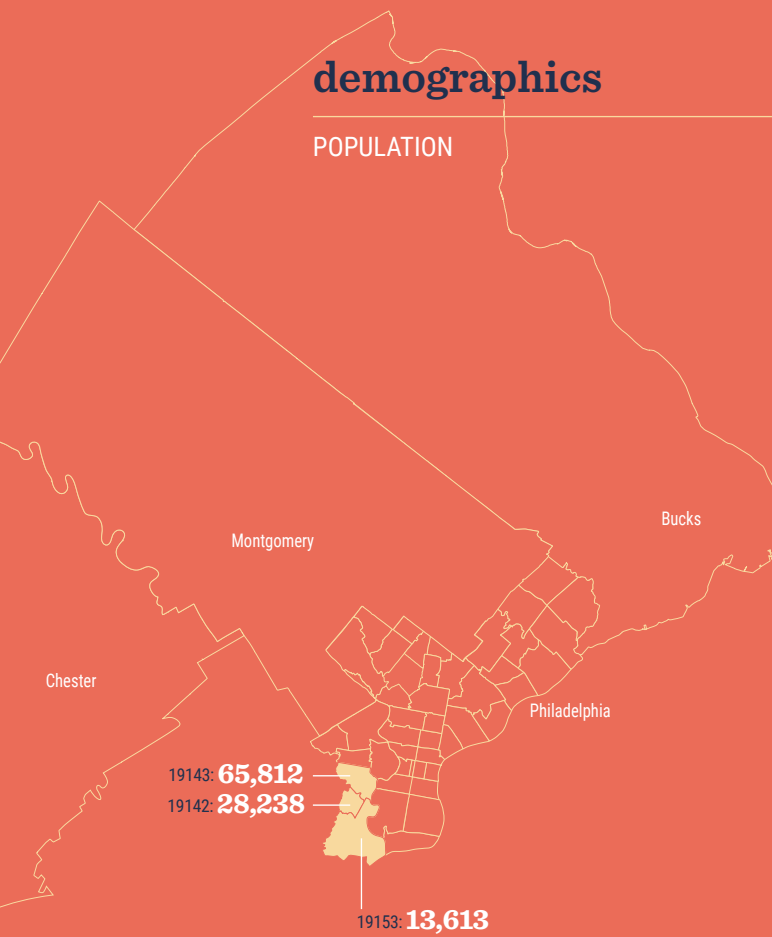 demographics
POPULATION
Bucks
Montgomery
Chester
Philadelphia
19143: 65,812
19142: 28,238
19153: 13,613